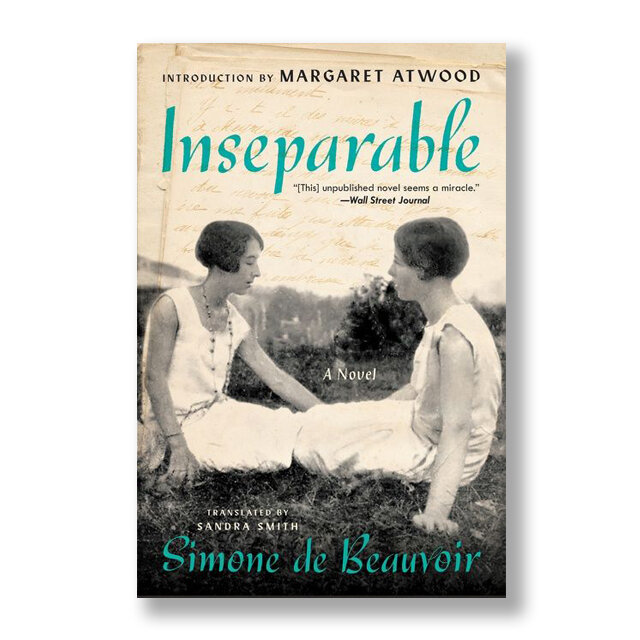 INTRODUCTION BY MARGARET ATWOOD
Inseparable
“[This] unpublished novel seems a miracle.”
—Wall Street Journal
A Novel
TRANSLATED BY
SANDRA SMITH
Simone de Beauvoir